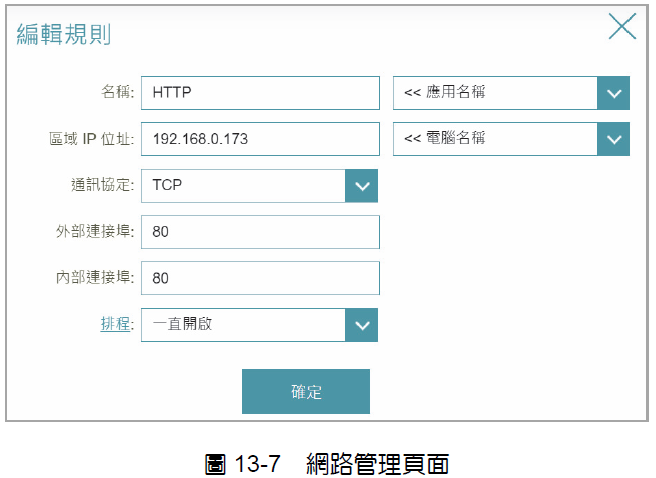 編輯規則
名稱: HTTP << 應用名稱
區域 IP 位址: 192.168.0.173 << 電腦名稱
通訊協定: TCP
外部連接埠: 80
內部連接埠: 80
排程: 一直開啟
確定
圖 13-7 網路管理頁面